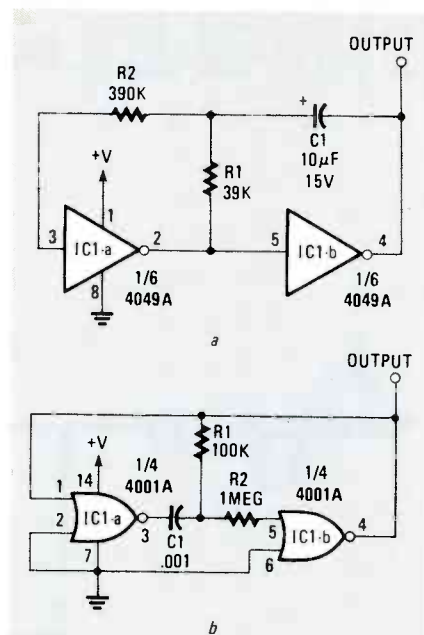 OUTPUT
R2
390K
+
C1
10µF
15V
R1
39K
+V
1
3
IC1-a
2
8
1/6
4049A
5
IC1-b
4
1/6
4049A
a
OUTPUT
R1
100K
+V
1/4
4001A
1
14
2
IC1-a
3
7
C1
.001
R2
1MEG
1/4
4001A
5
IC1-b
4
6
b